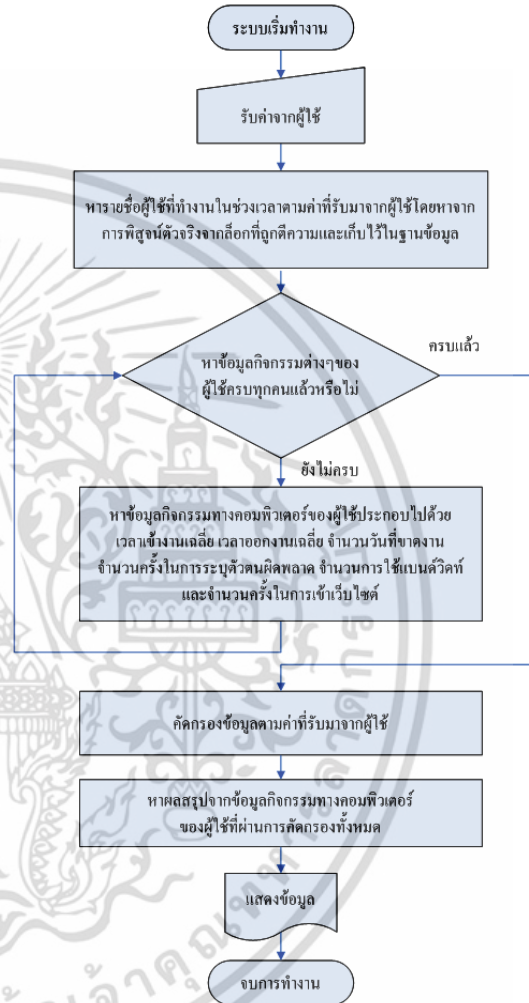 ระบบเริ่มทำงาน
รับค่าจากผู้ใช้
หารายชื่อผู้ใช้ที่ทำงานในช่วงเวลาตามค่าที่รับมาจากผู้ใช้โดยหาจาก
การพิสูจน์ตัวจริงจากล็อกที่ถูกตีความและเก็บไว้ในฐานข้อมูล
หาข้อมูลกิจกรรมต่างๆของ
ผู้ใช้ครบทุกคนแล้วหรือไม่
ครบแล้ว
ยังไม่ครบ
หาข้อมูลกิจกรรมทางคอมพิวเตอร์ของผู้ใช้ประกอบไปด้วย
เวลาเข้างานเฉลี่ย เวลาออกงานเฉลี่ย จำนวนวันที่ขาดงาน
จำนวนครั้งในการระบุตัวตนผิดพลาด จำนวนการใช้แบนด์วิดท์
และจำนวนครั้งในการเข้าเว็บไซต์
คัดกรองข้อมูลตามค่าที่รับมาจากผู้ใช้
หาผลสรุปจากข้อมูลกิจกรรมทางคอมพิวเตอร์
ของผู้ใช้ที่ผ่านการคัดกรองทั้งหมด
แสดงข้อมูล
จบการทำงาน